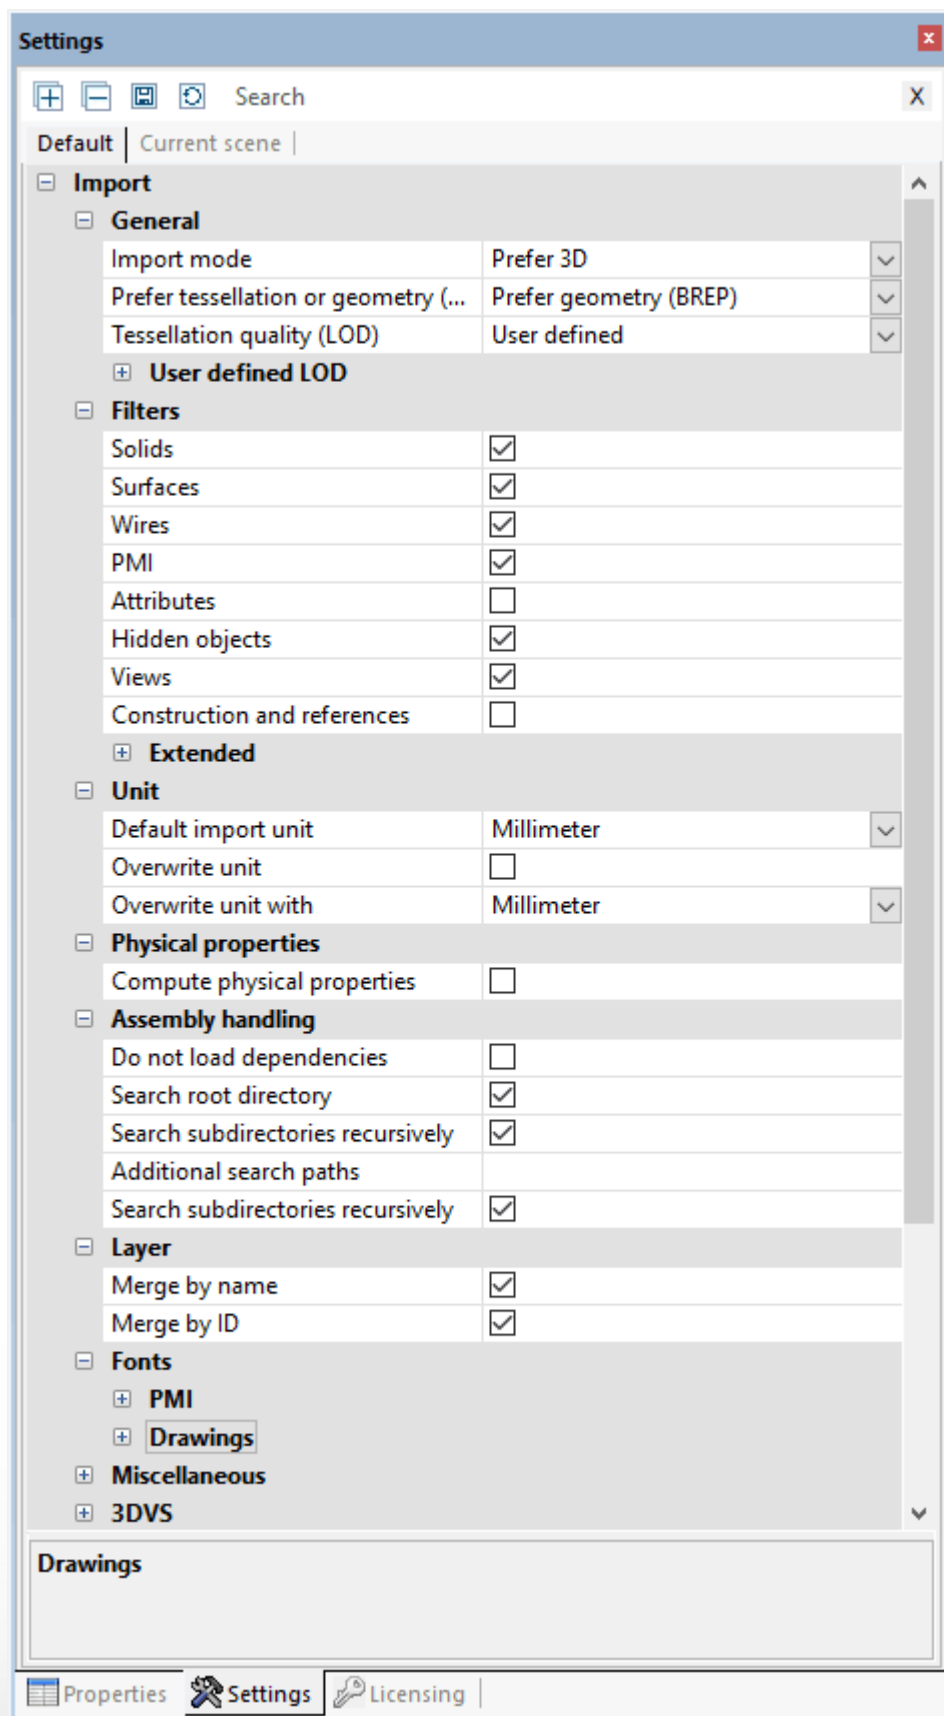 Settings
Search X
Default Current scene
Import
General
Import mode Prefer 3D
Prefer tessellation or geometry (... Prefer geometry (BREP)
Tessellation quality (LOD) User defined
User defined LOD
Filters
Solids
Surfaces
Wires
PMI
Attributes
Hidden objects
Views
Construction and references
Extended
Unit
Default import unit Millimeter
Overwrite unit
Overwrite unit with Millimeter
Physical properties
Compute physical properties
Assembly handling
Do not load dependencies
Search root directory
Search subdirectories recursively
Additional search paths
Search subdirectories recursively
Layer
Merge by name
Merge by ID
Fonts
PMI
Drawings
Miscellaneous
3DVS
Drawings
Properties Settings Licensing